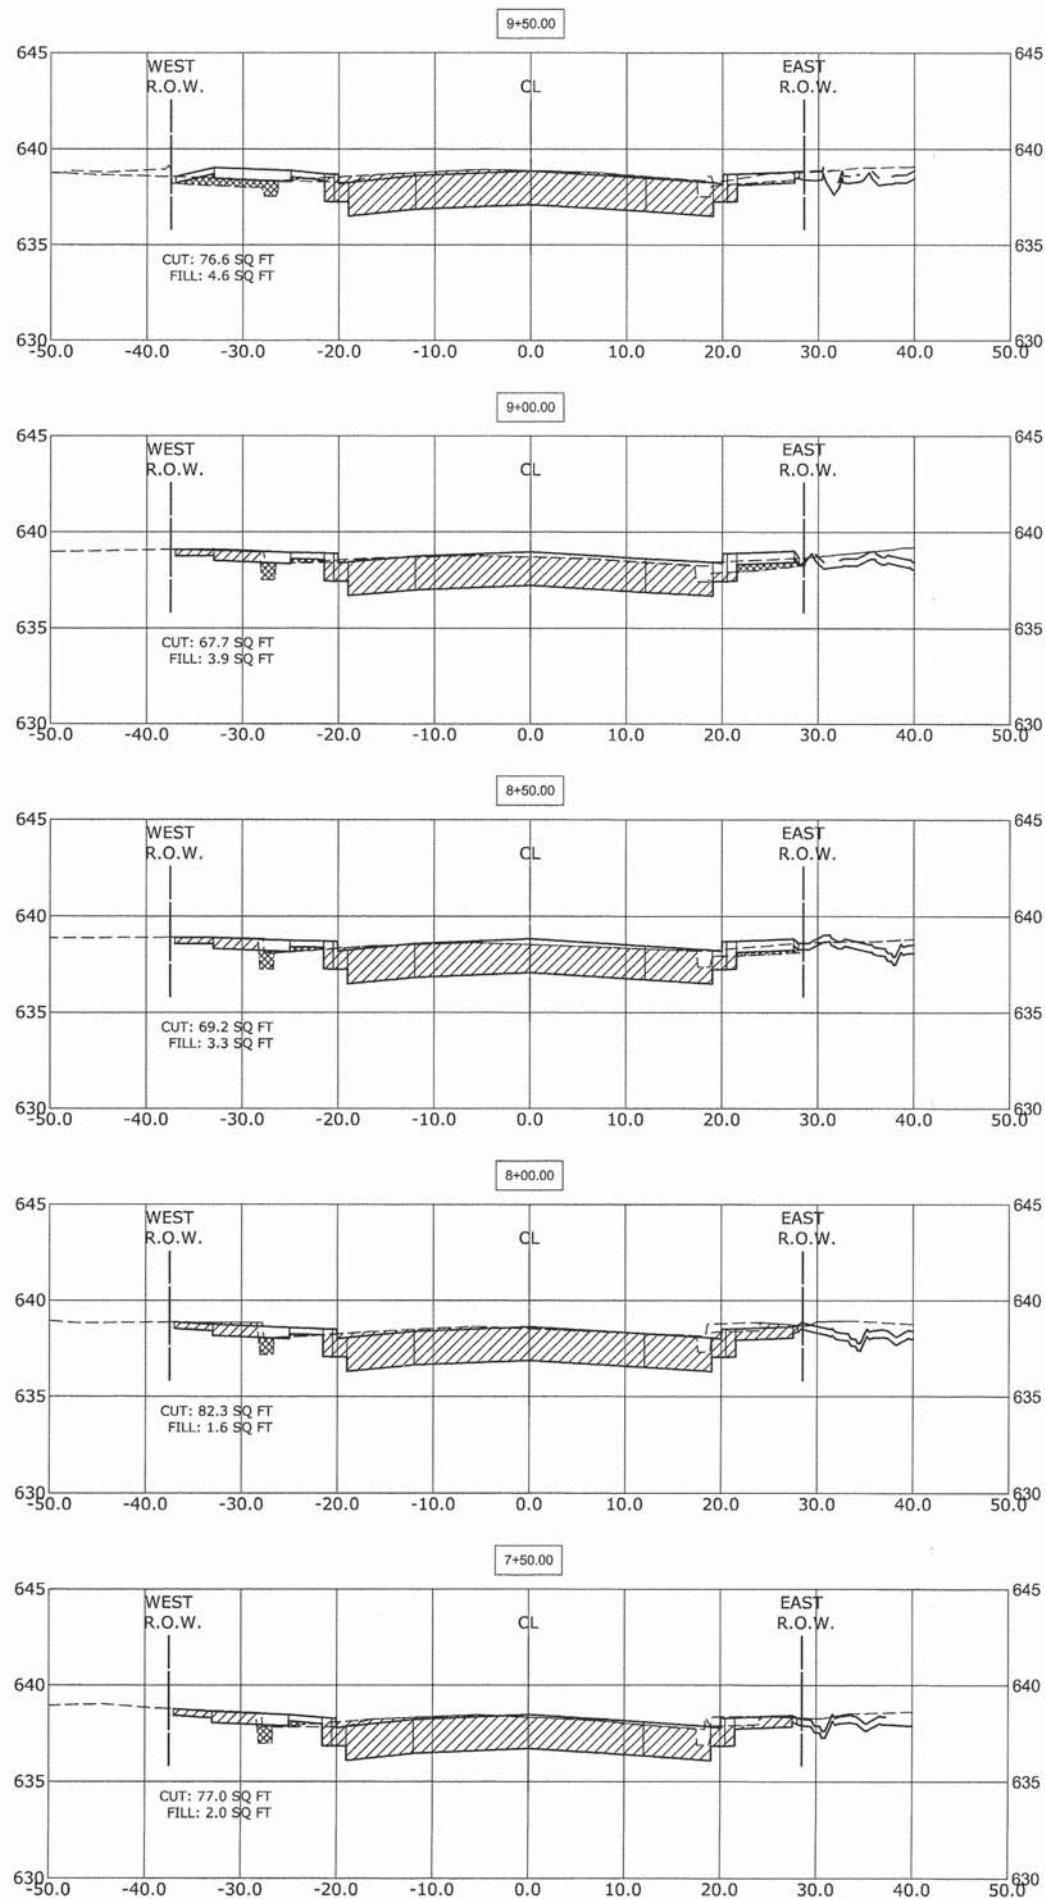 9+50.00
645 645
WEST EAST
R.O.W. CL R.O.W.
640 640
635 635
CUT: 76.6 SQ FT
FILL: 4.6 SQ FT
630 630
-50.0 -40.0 -30.0 -20.0 -10.0 0.0 10.0 20.0 30.0 40.0 50.0
9+00.00
645 645
WEST EAST
R.O.W. CL R.O.W.
640 640
635 635
CUT: 67.7 SQ FT
FILL: 3.9 SQ FT
630 630
-50.0 -40.0 -30.0 -20.0 -10.0 0.0 10.0 20.0 30.0 40.0 50.0
8+50.00
645 645
WEST EAST
R.O.W. CL R.O.W.
640 640
635 635
CUT: 69.2 SQ FT
FILL: 3.3 SQ FT
630 630
-50.0 -40.0 -30.0 -20.0 -10.0 0.0 10.0 20.0 30.0 40.0 50.0
8+00.00
645 645
WEST EAST
R.O.W. CL R.O.W.
640 640
635 635
CUT: 82.3 SQ FT
FILL: 1.6 SQ FT
630 630
-50.0 -40.0 -30.0 -20.0 -10.0 0.0 10.0 20.0 30.0 40.0 50.0
7+50.00
645 645
WEST EAST
R.O.W. CL R.O.W.
640 640
635 635
CUT: 77.0 SQ FT
FILL: 2.0 SQ FT
630 630
-50.0 -40.0 -30.0 -20.0 -10.0 0.0 10.0 20.0 30.0 40.0 50.0